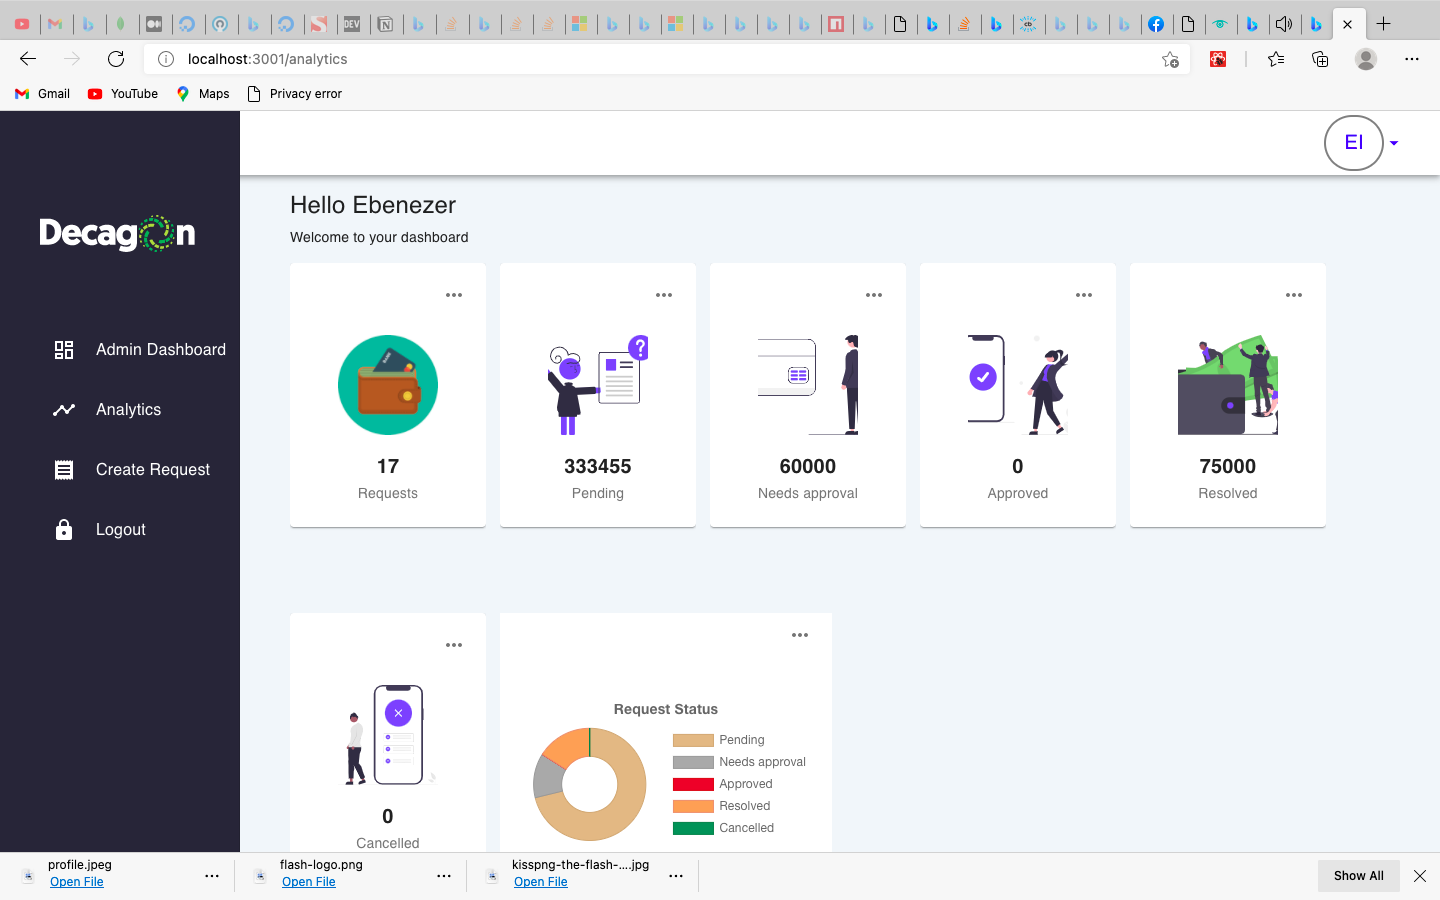 DEV
localhost:3001/analytics
Gmail
YouTube
Maps
Privacy error
EI
Decagon
Hello Ebenezer
Welcome to your dashboard
Admin Dashboard
Analytics
Create Request
Logout
17
Requests
?
333455
Pending
60000
Needs approval
0
Approved
75000
Resolved
0
Cancelled
Request Status
Pending
Needs approval
Approved
Resolved
Cancelled
profile.jpeg
Open File
flash-logo.png
Open File
kisspng-the-flash-....jpg
Open File
Show All